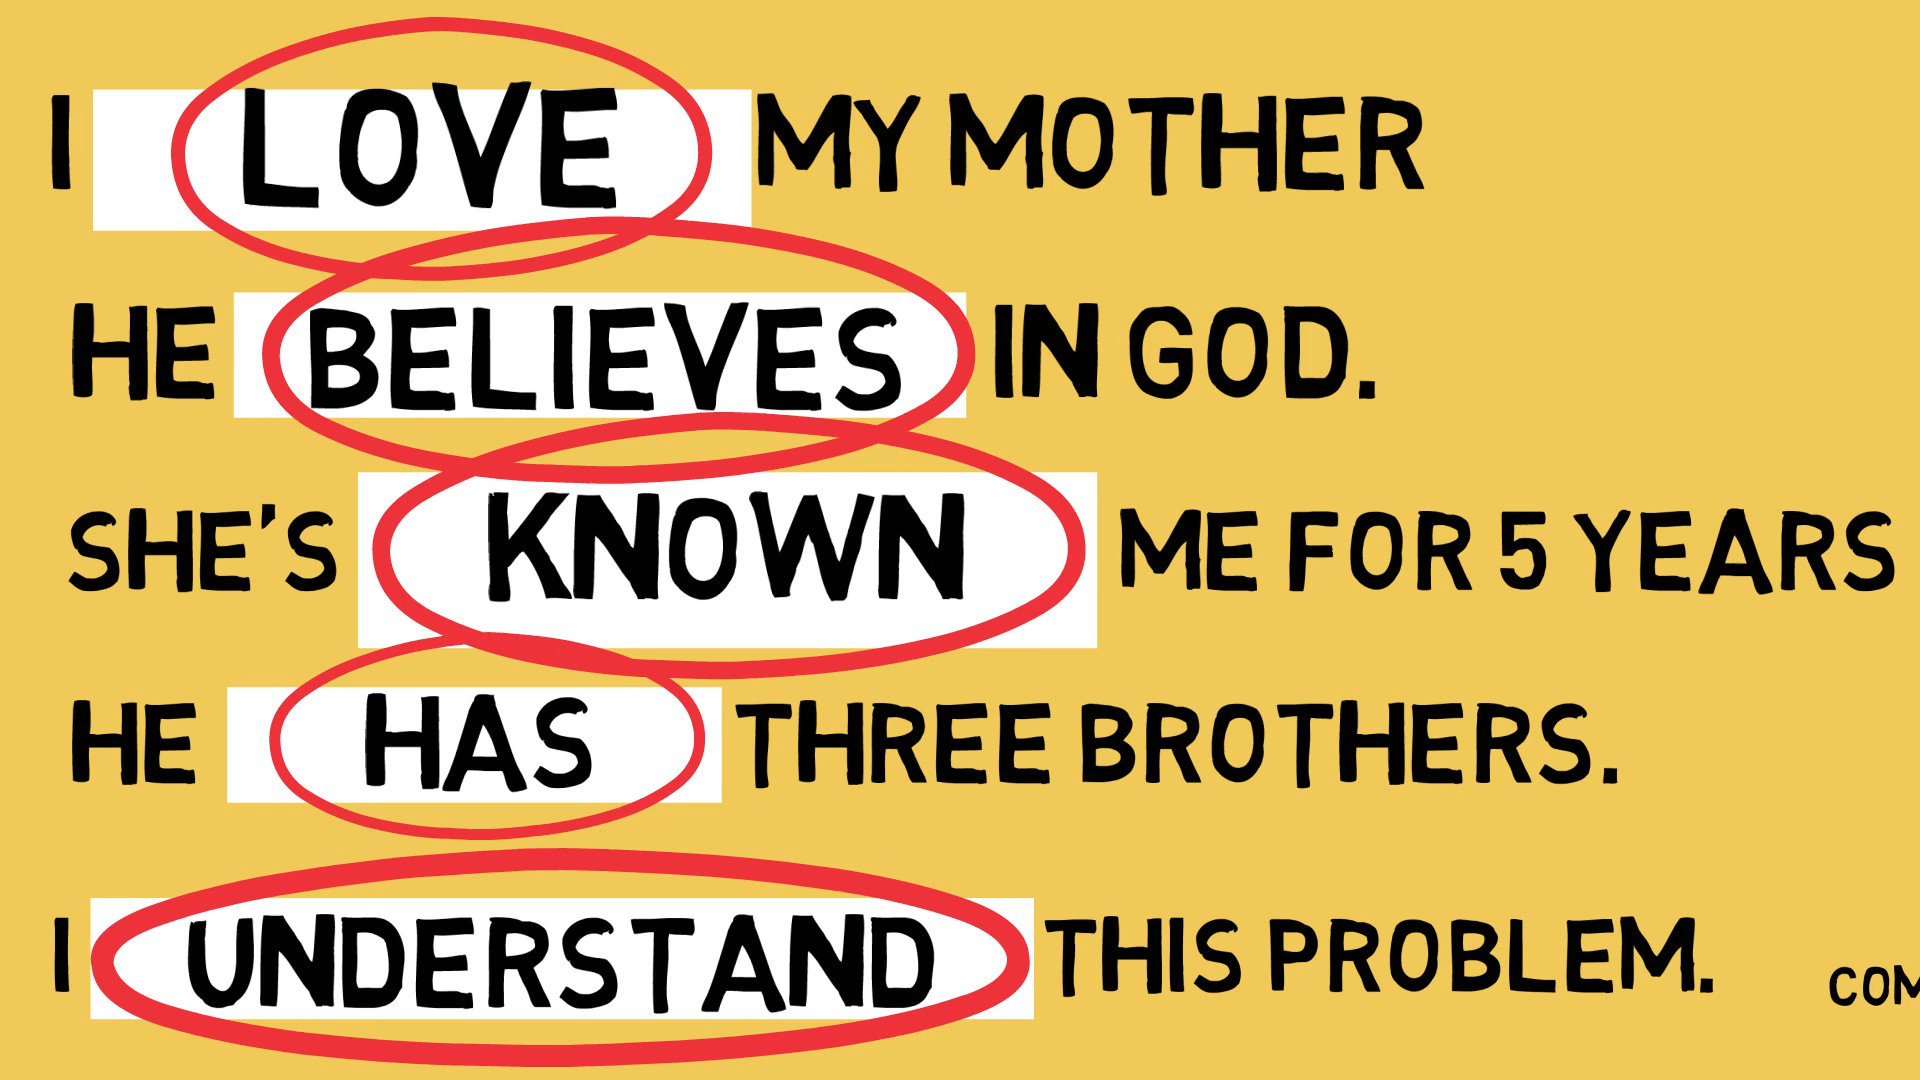 I LOVE MY MOTHER
HE BELIEVES IN GOD.
SHE'S KNOWN ME FOR 5 YEARS
HE HAS THREE BROTHERS.
I UNDERSTAND THIS PROBLEM.
COM